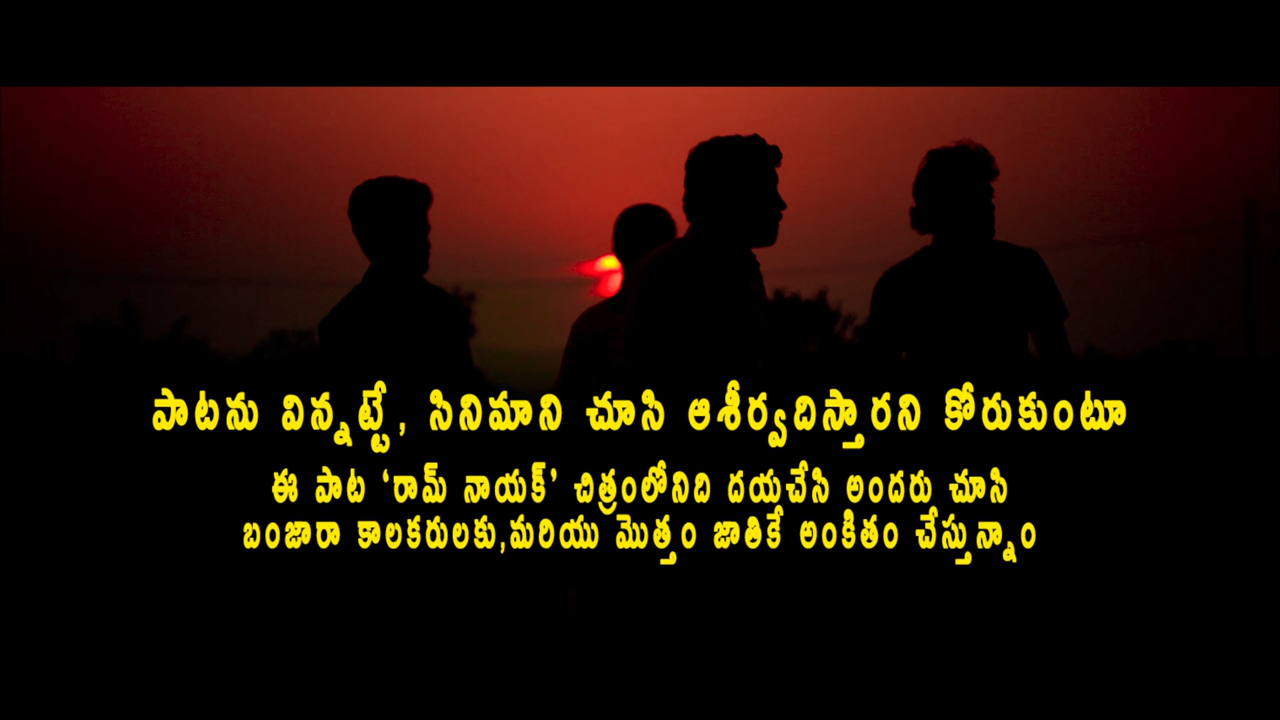 పాటను విన్నట్టే, సినిమాని చూసి ఆశీర్వదిస్తారని కోరుకుంటూ
ఈ పాట ‘రామ్ నాయక్’ చిత్రంలోనిది దయచేసి అందరు చూసి
బంజారా కాలకరులకు,మరియు మొత్తం జాతికే అంకితం చేస్తున్నాం